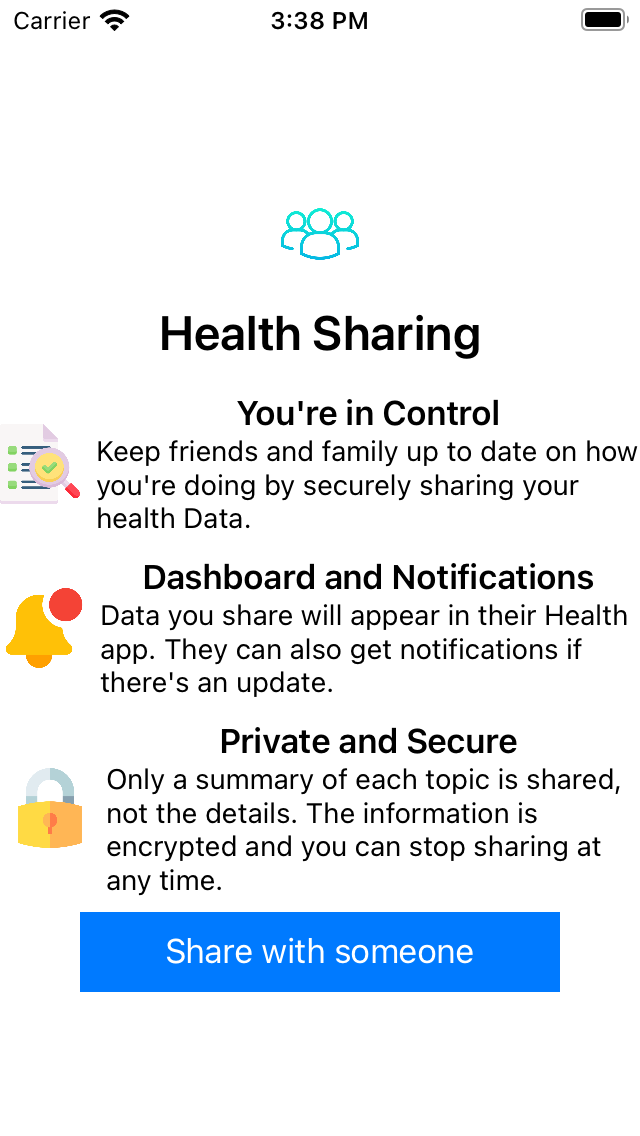 Carrier 3:38 PM
Health Sharing
You're in Control
Keep friends and family up to date on how
you're doing by securely sharing your
health Data.
Dashboard and Notifications
Data you share will appear in their Health
app. They can also get notifications if
there's an update.
Private and Secure
Only a summary of each topic is shared,
not the details. The information is
encrypted and you can stop sharing at
any time.
Share with someone